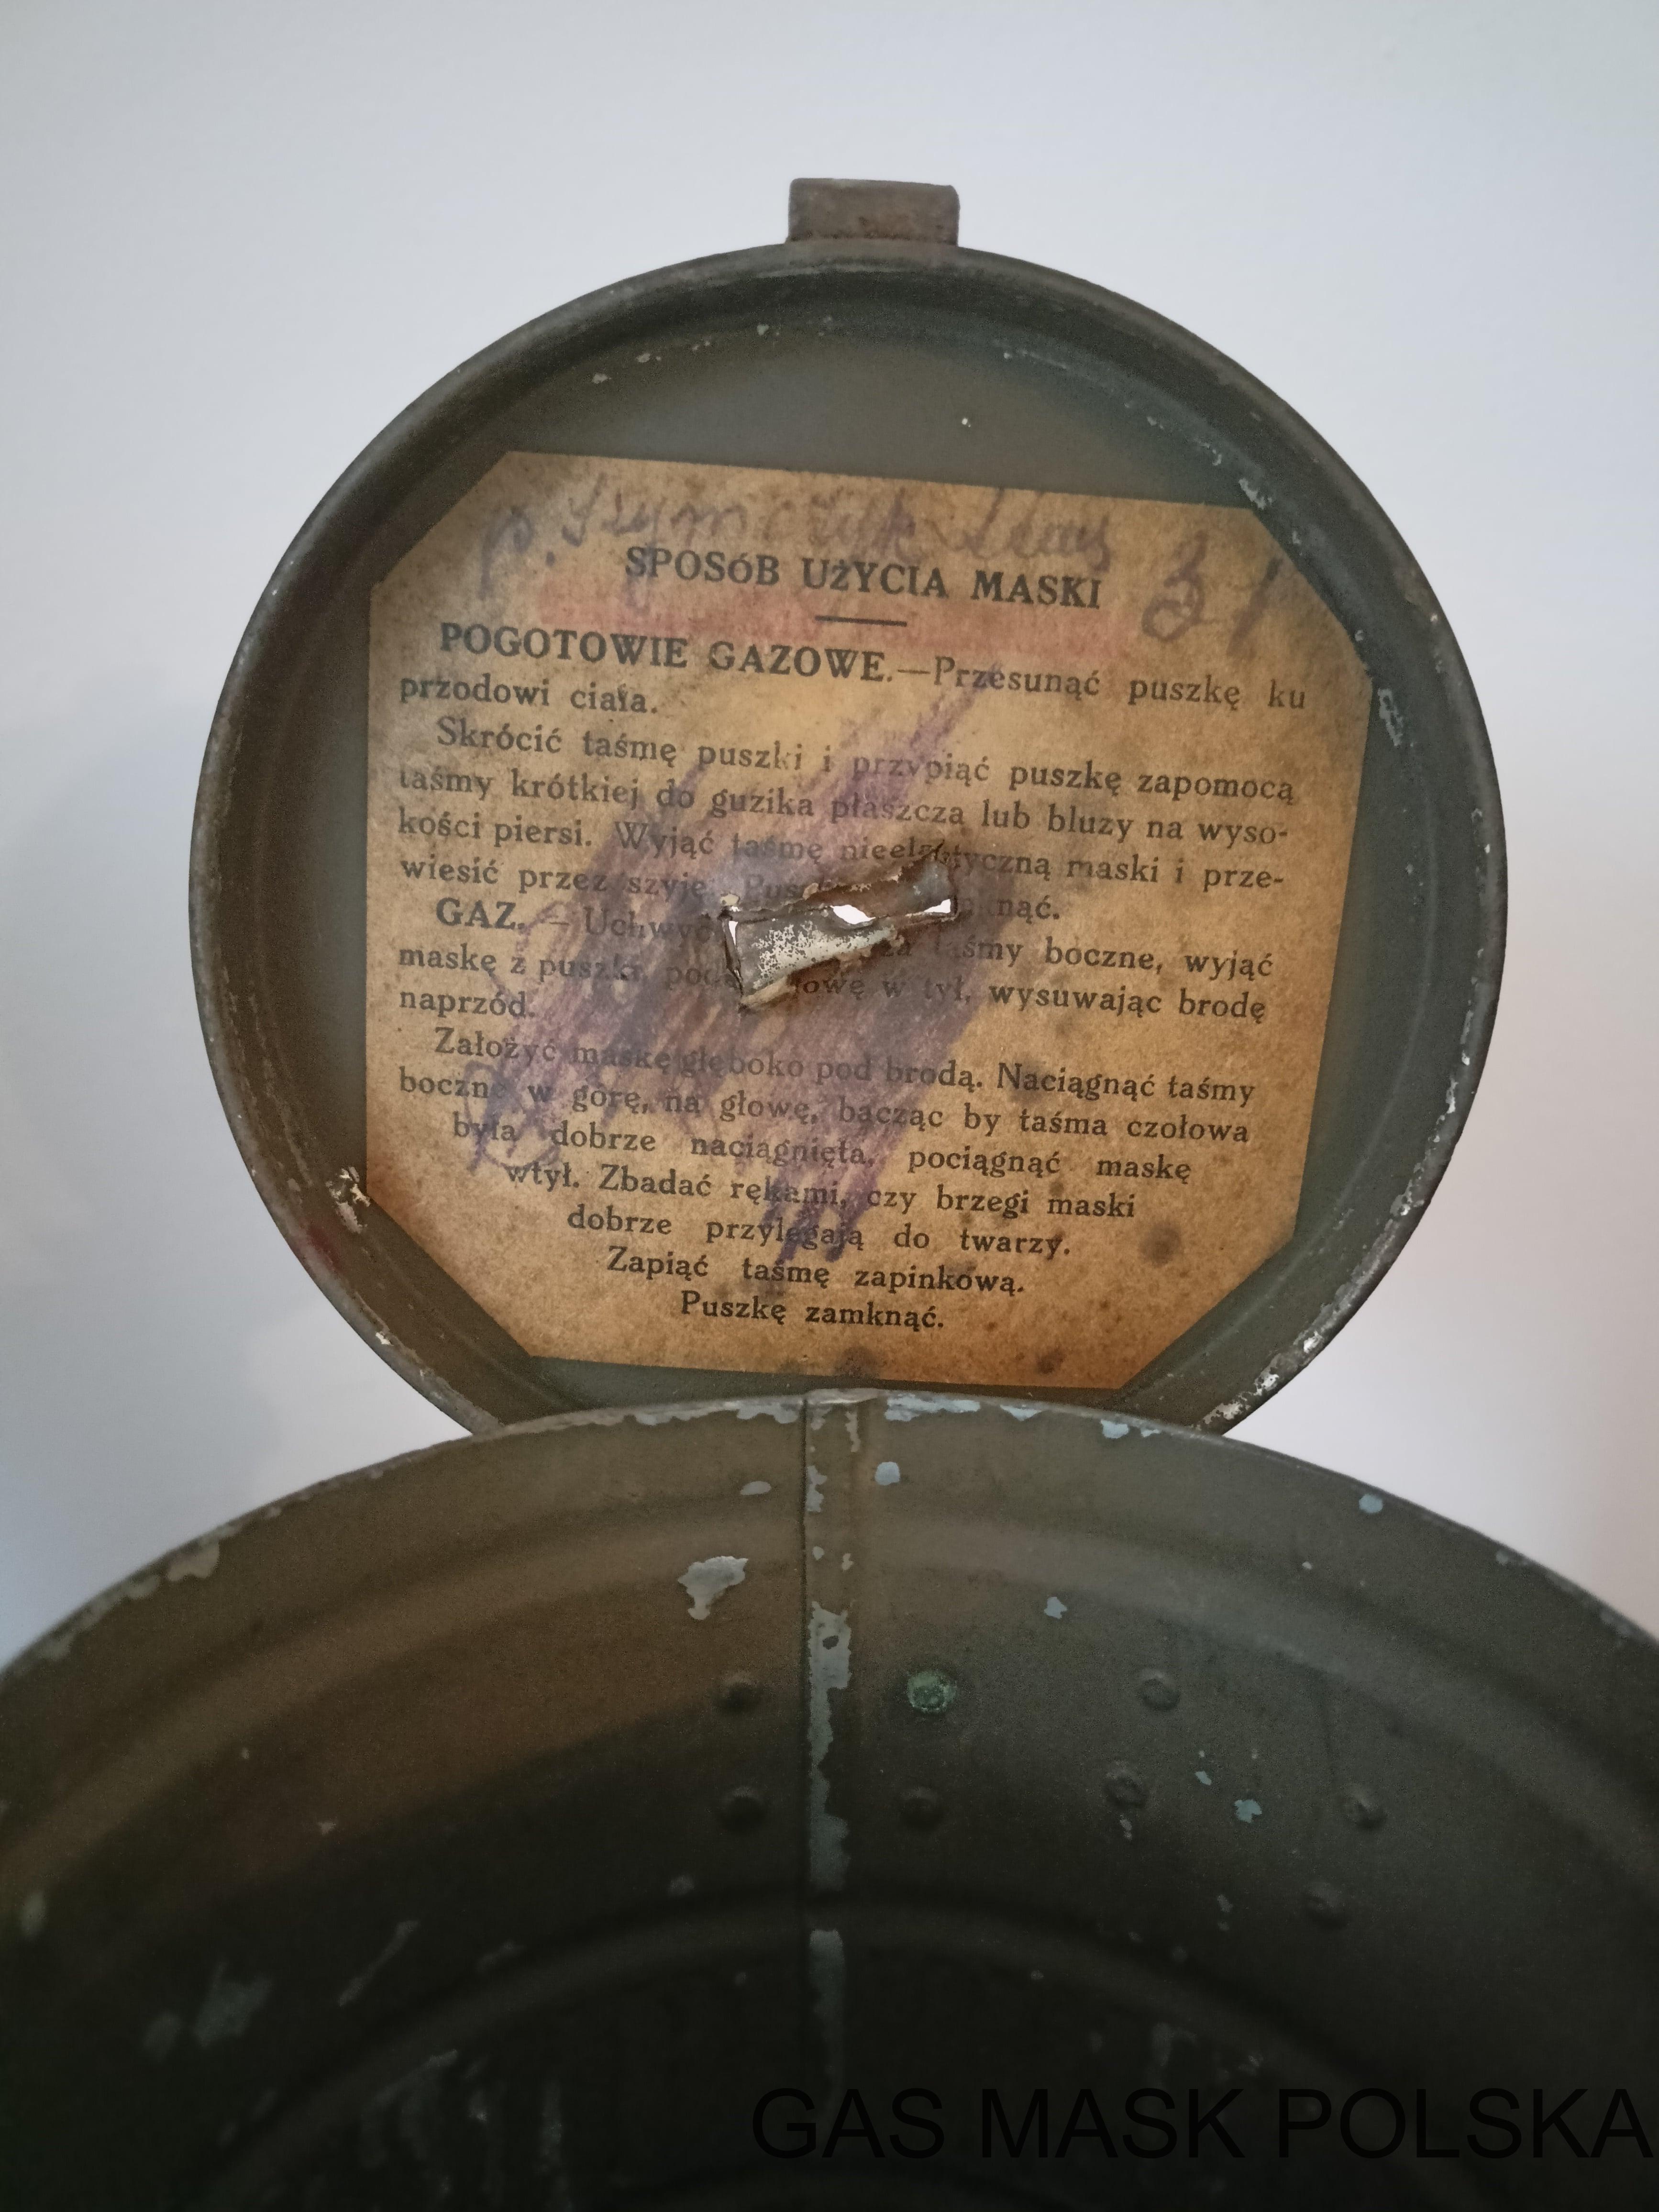 p. Szymczyk
31
SPOSÓB UŻYCIA MASKI
POGOTOWIE GAZOWE.—Przesunąć puszkę ku
przodowi ciała.
Skrócić taśmę puszki i przypiąć puszkę zapomocą
taśmy krótkiej do guzika płaszcza lub bluzy na wyso-
kości piersi. Wyjąć taśmę nieelastyczną maski i prze-
wiesić przez szyję.
GAZ. — taśmy boczne, wyjąć
maskę z puszki, głowę w tył, wysuwając brodę
naprzód.
Założyć maskę głęboko pod brodą. Naciągnąć taśmy
boczne w górę, na głowę, bacząc by taśma czołowa
była dobrze naciągnięta, pociągnąć maskę
wtył. Zbadać rękami, czy brzegi maski
dobrze przylegają do twarzy.
Zapiąć taśmę zapinkową.
Puszkę zamknąć.
GAS MASK POLSKA